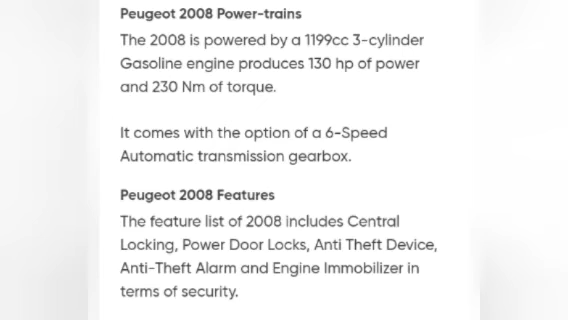 Peugeot 2008 Power-trains
The 2008 is powered by a 1199cc 3-cylinder
Gasoline engine produces 130 hp of power
and 230 Nm of torque.
It comes with the option of a 6-Speed
Automatic transmission gearbox.
Peugeot 2008 Features
The feature list of 2008 includes Central
Locking, Power Door Locks, Anti Theft Device,
Anti-Theft Alarm and Engine Immobilizer in
terms of security.